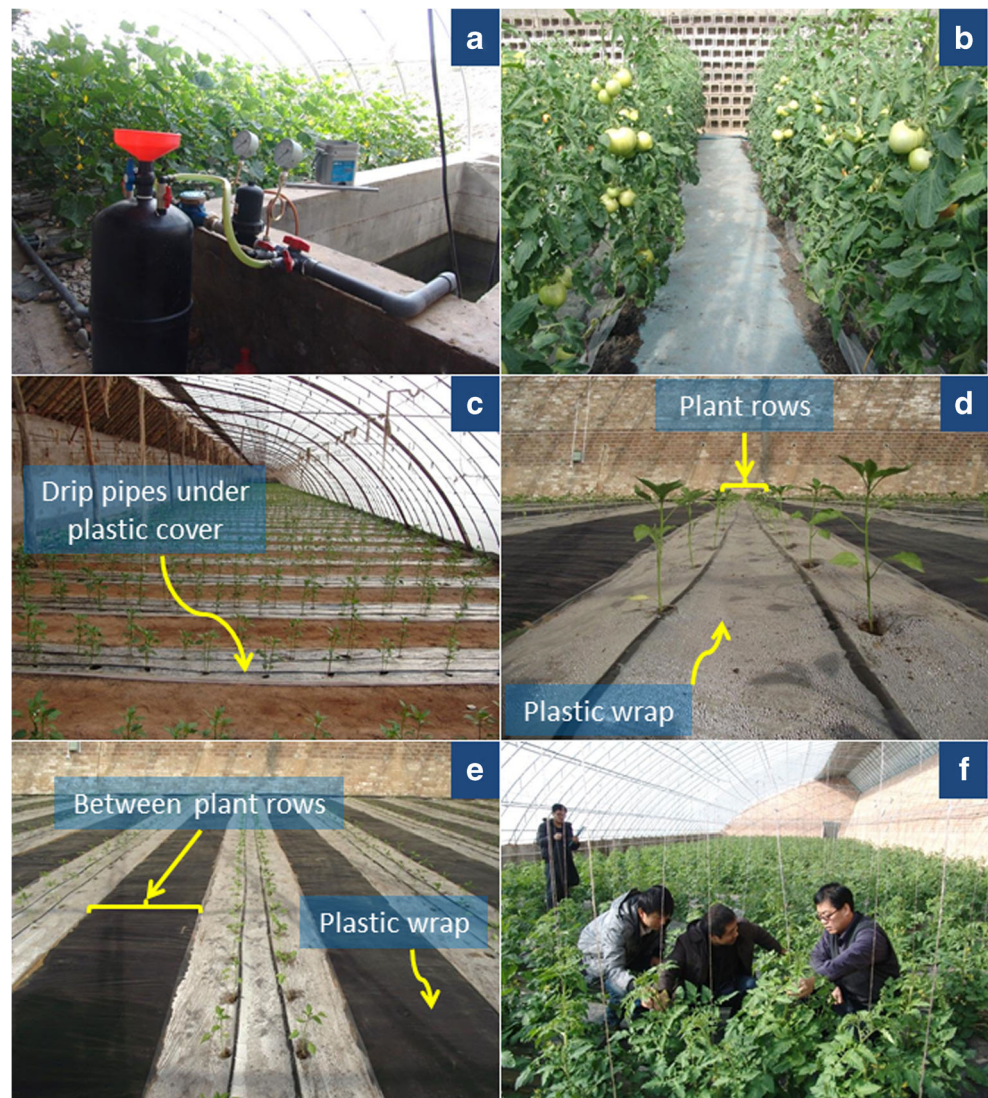 a
b
c
Drip pipes under
plastic cover
d
Plant rows
Plastic wrap
e
Between plant rows
Plastic wrap
f